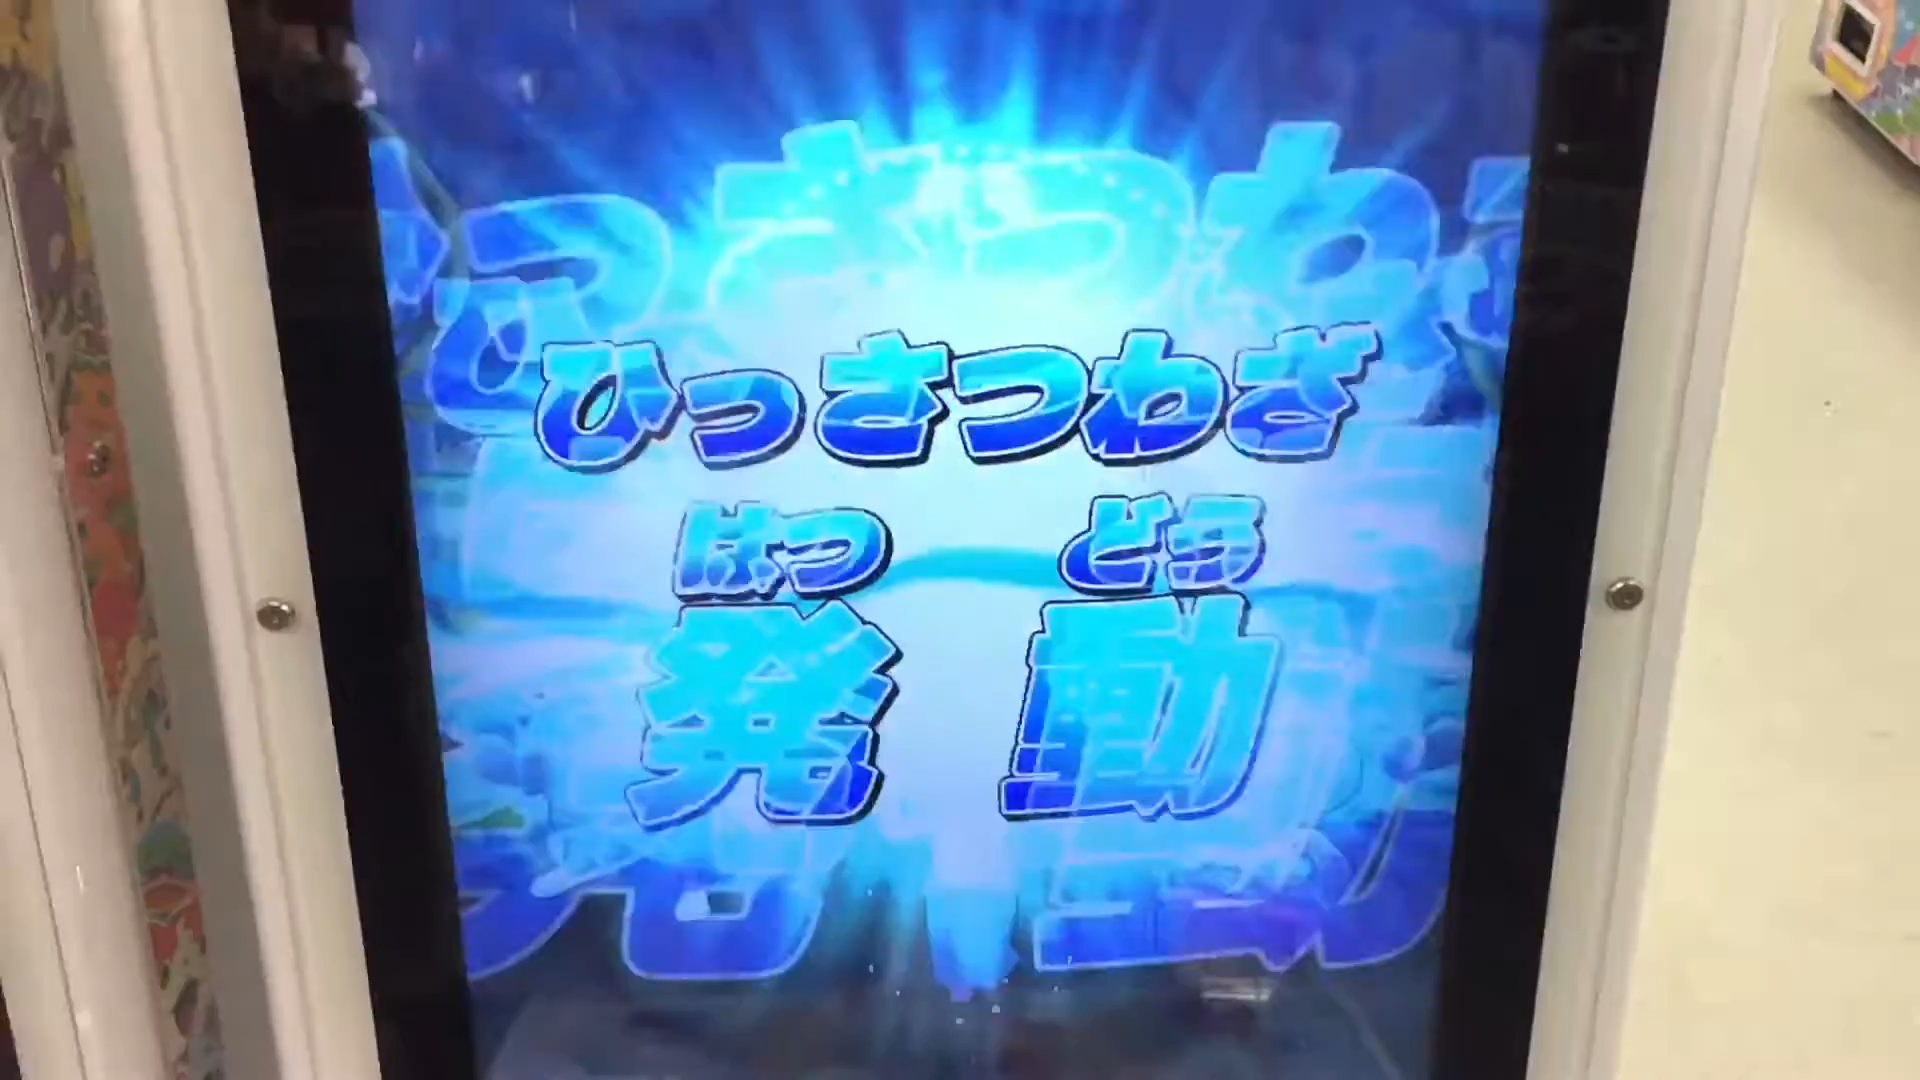 ひっさつわざ
はつ どう
発 動